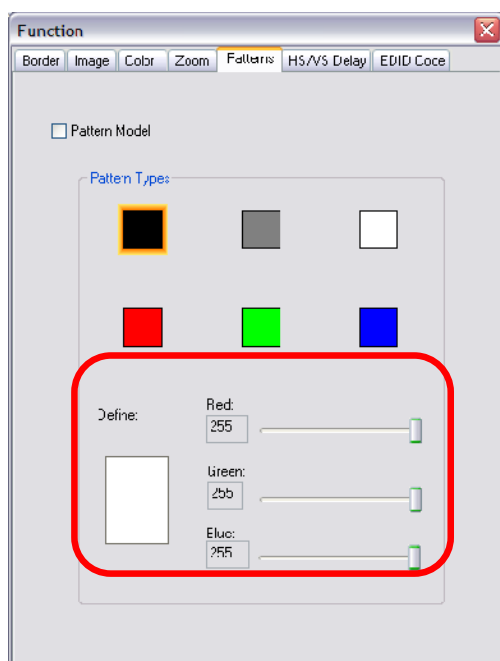 Function
Border Image Color Zoom Patterns HS/VS Delay EDID Coce
Pattern Model
Pattern Types
Define:
Red:
255
Green:
255
Blue:
255